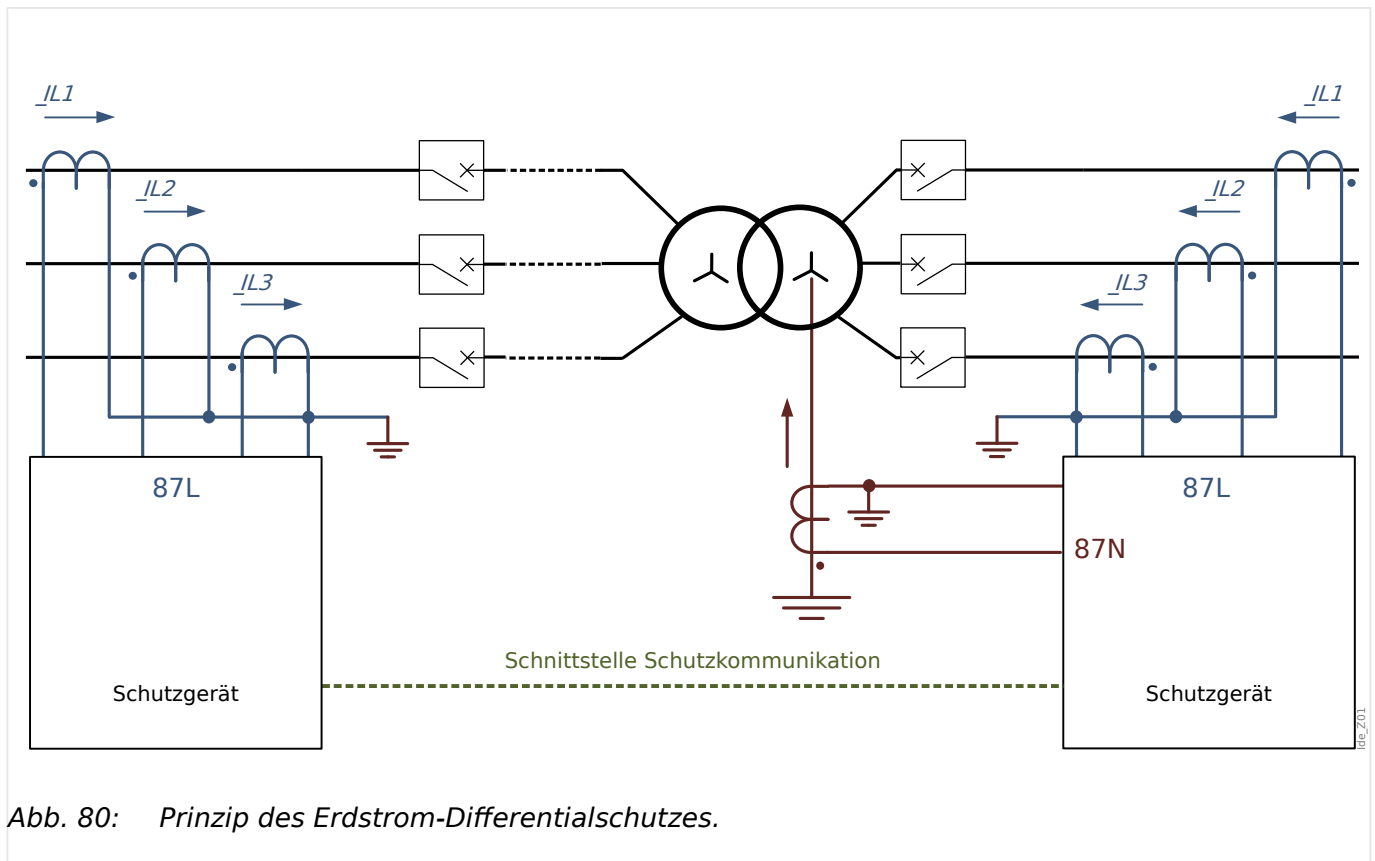 _IL1
_IL2
_IL3
_IL1
_IL2
_IL3
87L
87L
87N
Schnittstelle Schutzkommunikation
Schutzgerät
Schutzgerät
lde_Z01
Abb. 80: Prinzip des Erdstrom-Differentialschutzes.